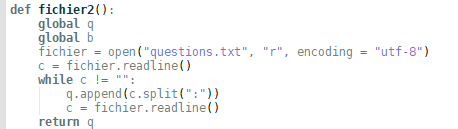 def fichier2():
    global q
    global b
    fichier = open("questions.txt", "r", encoding = "utf-8")
    c = fichier.readline()
    while c != "":
        q.append(c.split(":"))
        c = fichier.readline()
    return q